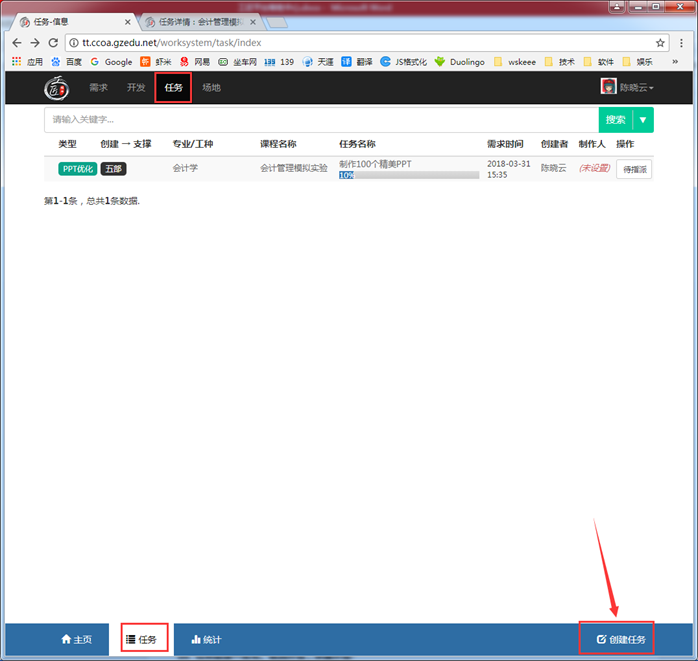 任务-信息
任务详情：会计管理模拟
tt.ccoa.gzedu.net/worksystem/task/index
应用 百度 Google 虾米 网易 坐车网 139 139 天涯 翻译 JS格式化 Duolingo wskeee 技术 软件 娱乐 »
需求 开发 任务 场地 陈晓云
请输入关键字... 搜索
类型 创建 → 支撑 专业/工种 课程名称 任务名称 需求时间 创建者 制作人 操作
PPT优化 五部 会计学 会计管理模拟实验 制作100个精美PPT 2018-03-31 陈晓云 (未设置) 待指派
10% 15:35
第1-1条，总共1条数据.
主页 任务 统计 创建任务